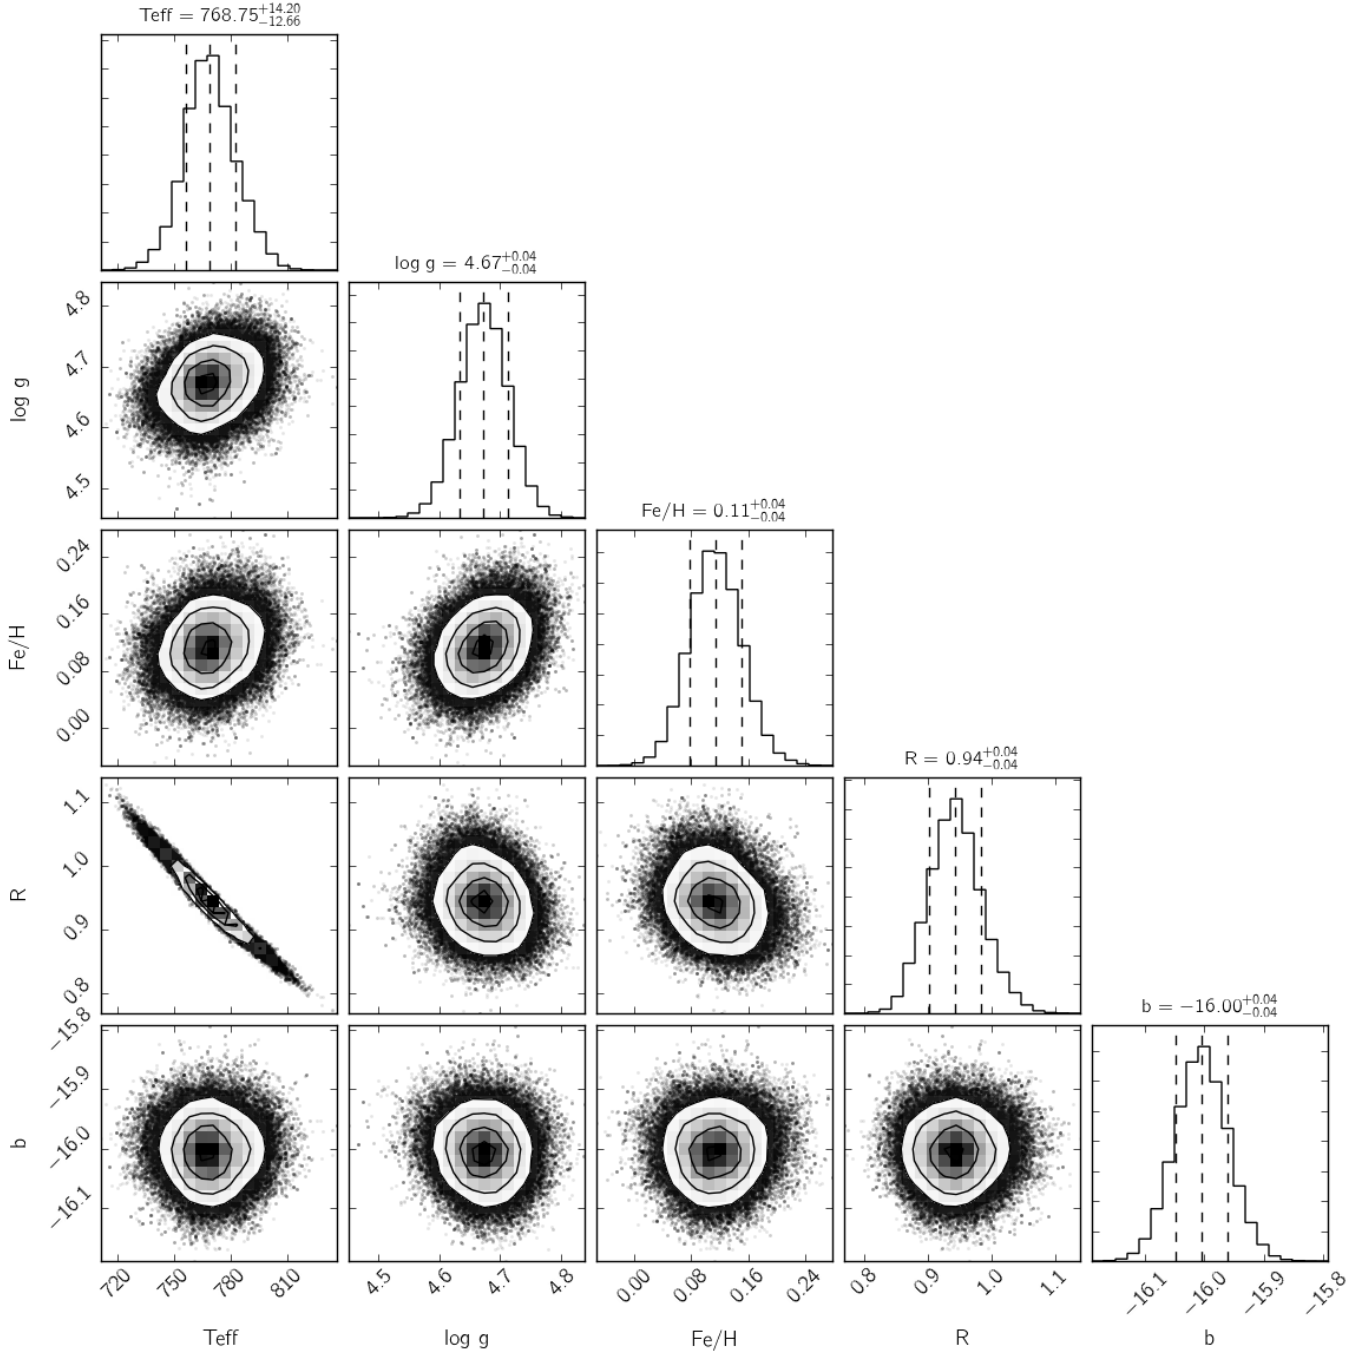 Teff = 768.75+14.20 −12.66
log g = 4.67+0.04 −0.04
4.8
4.7
4.6
4.5
log g
Fe/H = 0.11+0.04 −0.04
0.24
0.16
0.08
0.00
Fe/H
R = 0.94+0.04 −0.04
1.1
1.0
0.9
0.8
R
b = −16.00+0.04 −0.04
−15.8
−15.9
−16.0
−16.1
b
720 750 780 810
4.5 4.6 4.7 4.8
0.00 0.08 0.16 0.24
0.8 0.9 1.0 1.1
−16.1 −16.0 −15.9 −15.8
Teff log g Fe/H R b